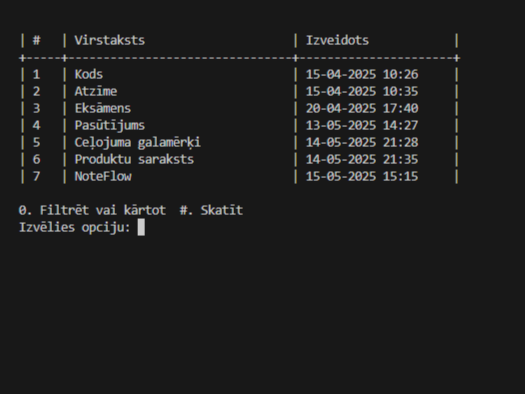 | # | Virstaksts | Izveidots |
+-----+---------------------------------+----------------------+
| 1 | Kods | 15-04-2025 10:26 |
| 2 | Atzīme | 15-04-2025 10:35 |
| 3 | Eksāmens | 20-04-2025 17:40 |
| 4 | Pasūtījums | 13-05-2025 14:27 |
| 5 | Ceļojuma galamērķi | 14-05-2025 21:28 |
| 6 | Produktu saraksts | 14-05-2025 21:35 |
| 7 | NoteFlow | 15-05-2025 15:15 |
0. Filtrēt vai kārtot #. Skatīt
Izvēlies opciju: